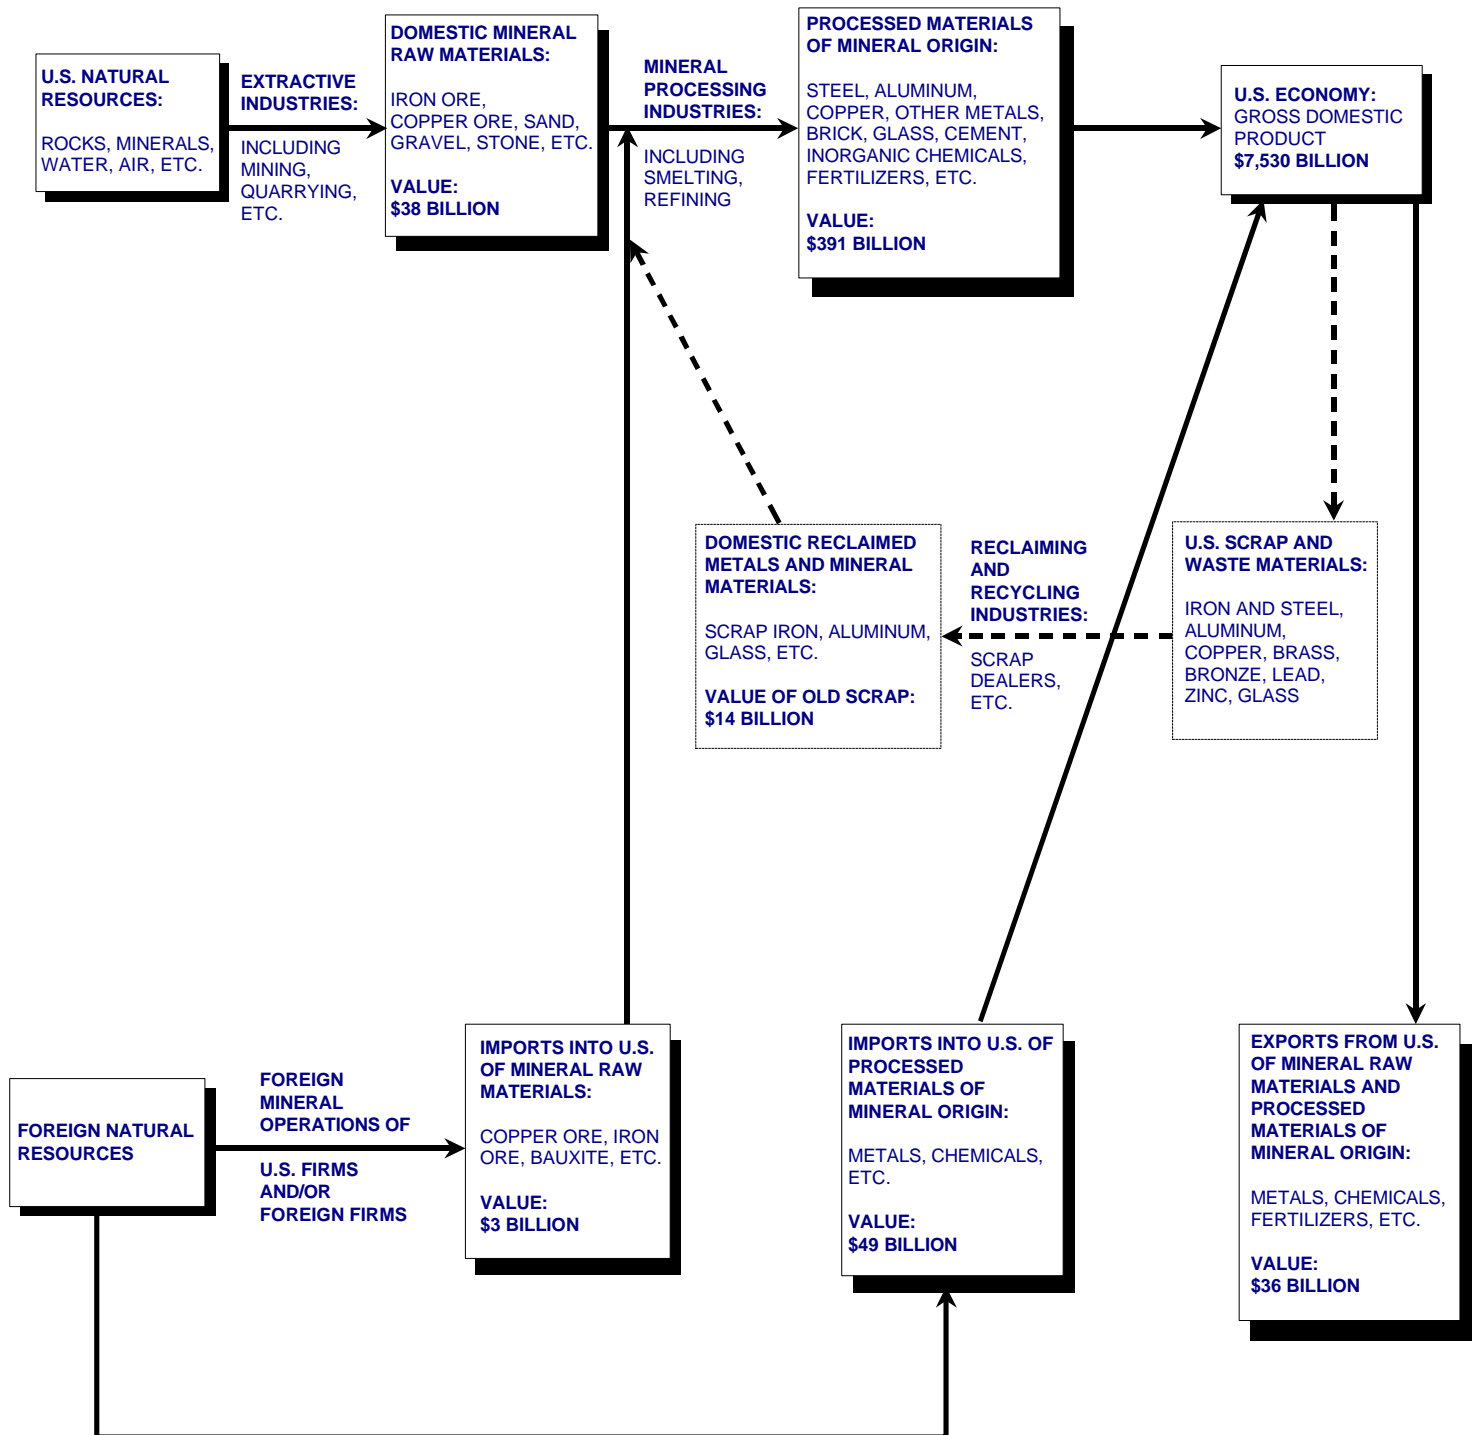 U.S. NATURAL
RESOURCES:
ROCKS, MINERALS,
WATER, AIR, ETC.
EXTRACTIVE
INDUSTRIES:
INCLUDING
MINING,
QUARRYING,
ETC.
DOMESTIC MINERAL
RAW MATERIALS:
IRON ORE,
COPPER ORE, SAND,
GRAVEL, STONE, ETC.
VALUE:
$38 BILLION
MINERAL
PROCESSING
INDUSTRIES:
INCLUDING
SMELTING,
REFINING
PROCESSED MATERIALS
OF MINERAL ORIGIN:
STEEL, ALUMINUM,
COPPER, OTHER METALS,
BRICK, GLASS, CEMENT,
INORGANIC CHEMICALS,
FERTILIZERS, ETC.
VALUE:
$391 BILLION
U.S. ECONOMY:
GROSS DOMESTIC
PRODUCT
$7,530 BILLION
DOMESTIC RECLAIMED
METALS AND MINERAL
MATERIALS:
SCRAP IRON, ALUMINUM,
GLASS, ETC.
VALUE OF OLD SCRAP:
$14 BILLION
RECLAIMING
AND
RECYCLING
INDUSTRIES:
SCRAP
DEALERS,
ETC.
U.S. SCRAP AND
WASTE MATERIALS:
IRON AND STEEL,
ALUMINUM,
COPPER, BRASS,
BRONZE, LEAD,
ZINC, GLASS
FOREIGN NATURAL
RESOURCES
FOREIGN
MINERAL
OPERATIONS OF
U.S. FIRMS
AND/OR
FOREIGN FIRMS
IMPORTS INTO U.S.
OF MINERAL RAW
MATERIALS:
COPPER ORE, IRON
ORE, BAUXITE, ETC.
VALUE:
$3 BILLION
IMPORTS INTO U.S. OF
PROCESSED
MATERIALS OF
MINERAL ORIGIN:
METALS, CHEMICALS,
ETC.
VALUE:
$49 BILLION
EXPORTS FROM U.S.
OF MINERAL RAW
MATERIALS AND
PROCESSED
MATERIALS OF
MINERAL ORIGIN:
METALS, CHEMICALS,
FERTILIZERS, ETC.
VALUE:
$36 BILLION